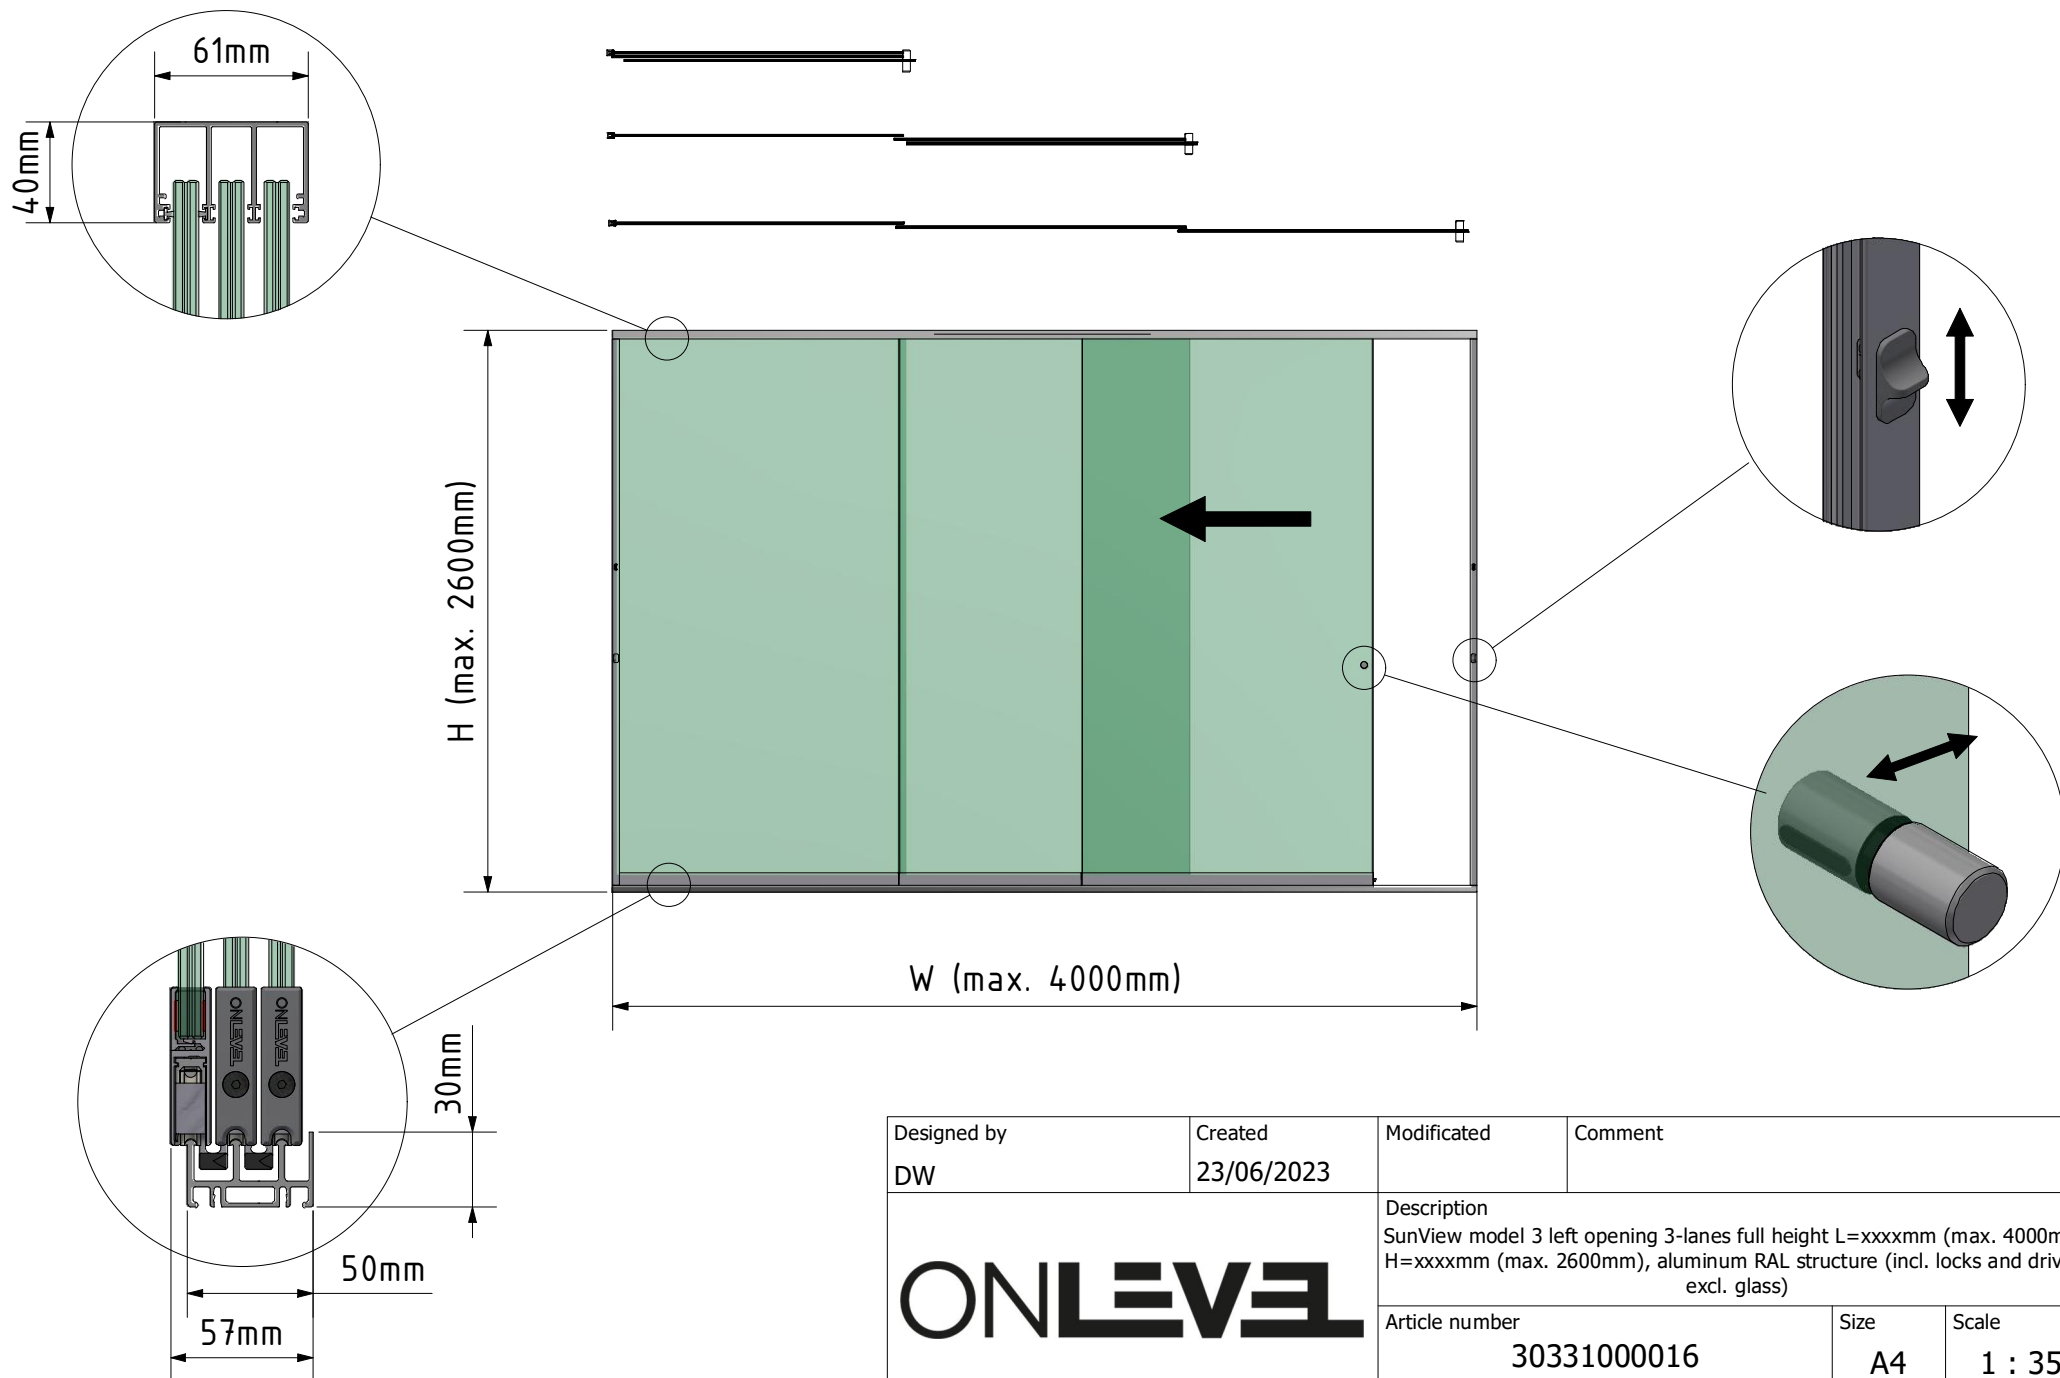 61mm
40mm
H (max. 2600mm)
W (max. 4000mm)
ONLEVEL
ONLEVEL
30mm
50mm
57mm
Designed by
DW
Created
23/06/2023
Modificated
Comment
Description
SunView model 3 left opening 3-lanes full height L=xxxxmm (max. 4000m
H=xxxxmm (max. 2600mm), aluminum RAL structure (incl. locks and driv
excl. glass)
ONLEVEL
Article number
30331000016
Size
A4
Scale
1 : 35